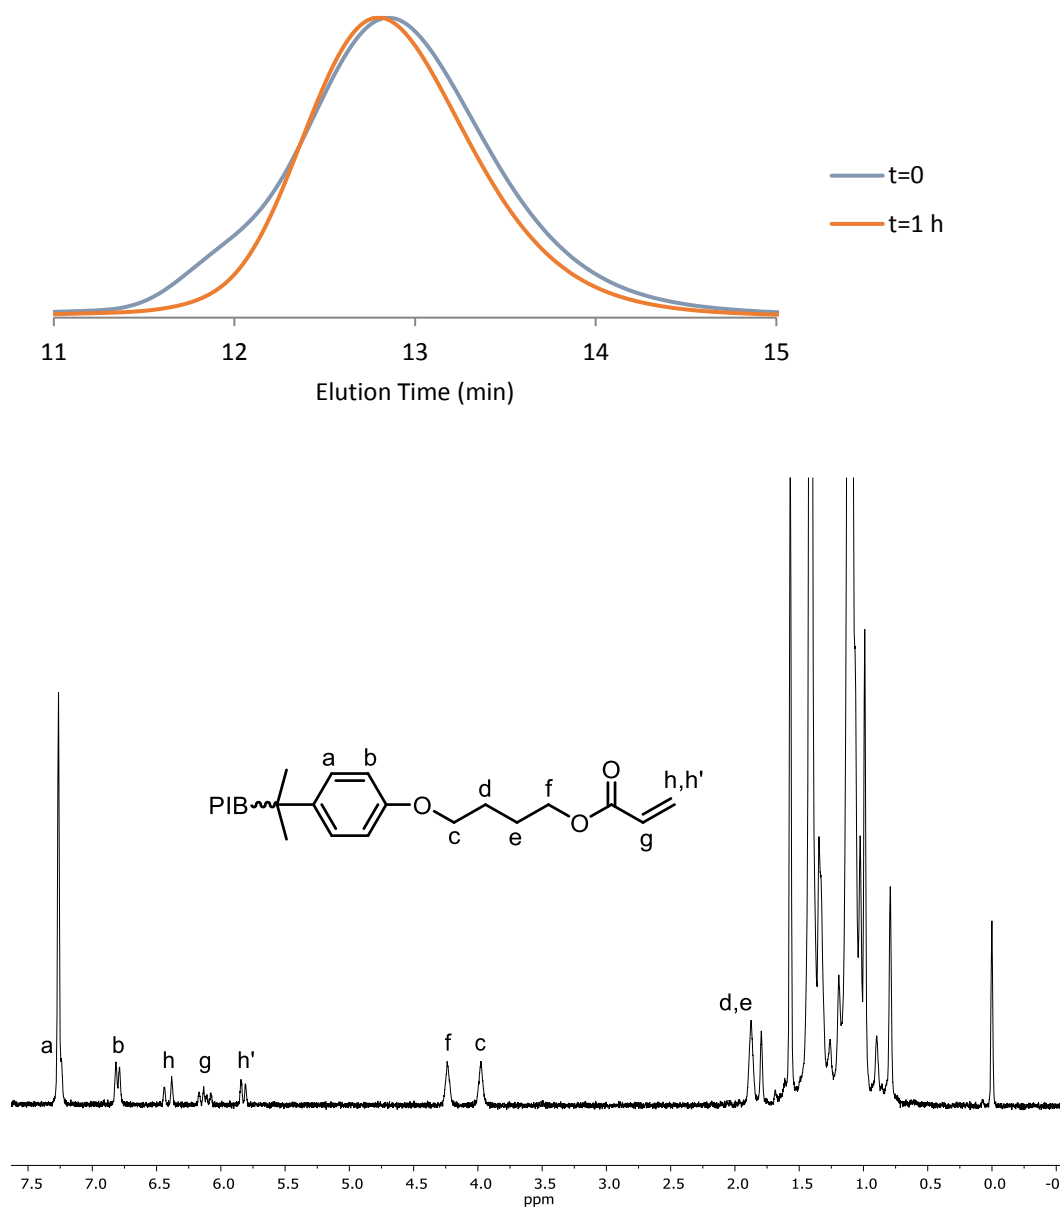 t=0
t=1 h
11 12 13 14 15
Elution Time (min)
a b O h,h'
PIB d f
O O
c e g
d,e
a b h g h' f c
7.5 7.0 6.5 6.0 5.5 5.0 4.5 4.0 3.5 3.0 2.5 2.0 1.5 1.0 0.5 0.0 -0
ppm